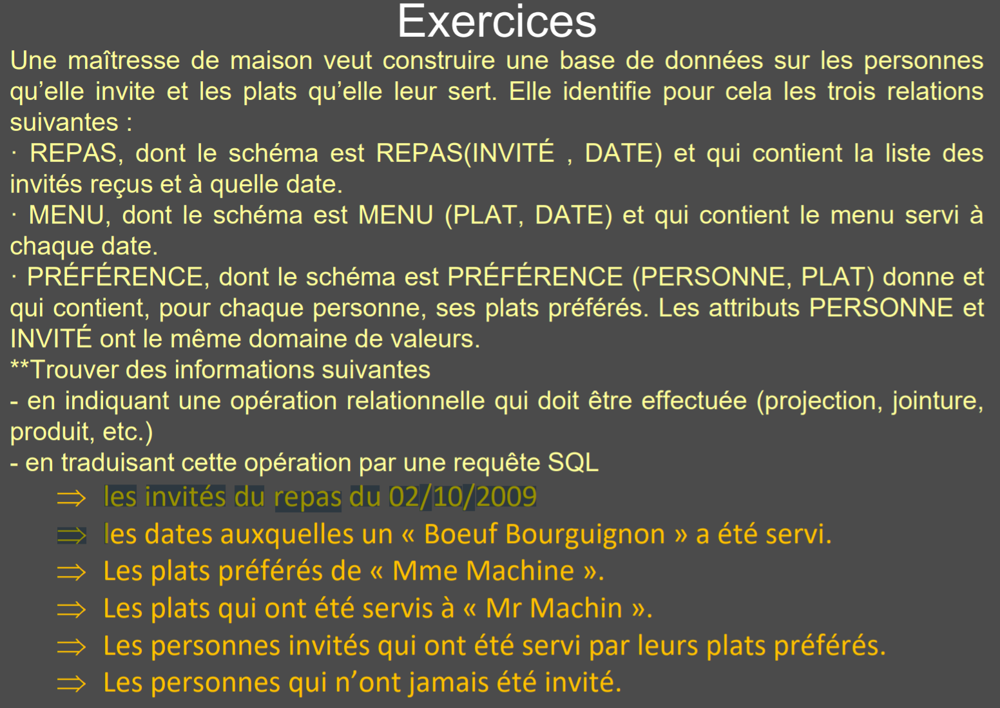 Exercices
Une maîtresse de maison veut construire une base de données sur les personnes
qu’elle invite et les plats qu’elle leur sert. Elle identifie pour cela les trois relations
suivantes :
· REPAS, dont le schéma est REPAS(INVITÉ , DATE) et qui contient la liste des
invités reçus et à quelle date.
· MENU, dont le schéma est MENU (PLAT, DATE) et qui contient le menu servi à
chaque date.
· PRÉFÉRENCE, dont le schéma est PRÉFÉRENCE (PERSONNE, PLAT) donne et
qui contient, pour chaque personne, ses plats préférés. Les attributs PERSONNE et
INVITÉ ont le même domaine de valeurs.
**Trouver des informations suivantes
- en indiquant une opération relationnelle qui doit être effectuée (projection, jointure,
produit, etc.)
- en traduisant cette opération par une requête SQL
⇒ les invités du repas du 02/10/2009
⇒ les dates auxquelles un « Boeuf Bourguignon » a été servi.
⇒ Les plats préférés de « Mme Machine ».
⇒ Les plats qui ont été servis à « Mr Machin ».
⇒ Les personnes invités qui ont été servi par leurs plats préférés.
⇒ Les personnes qui n’ont jamais été invité.